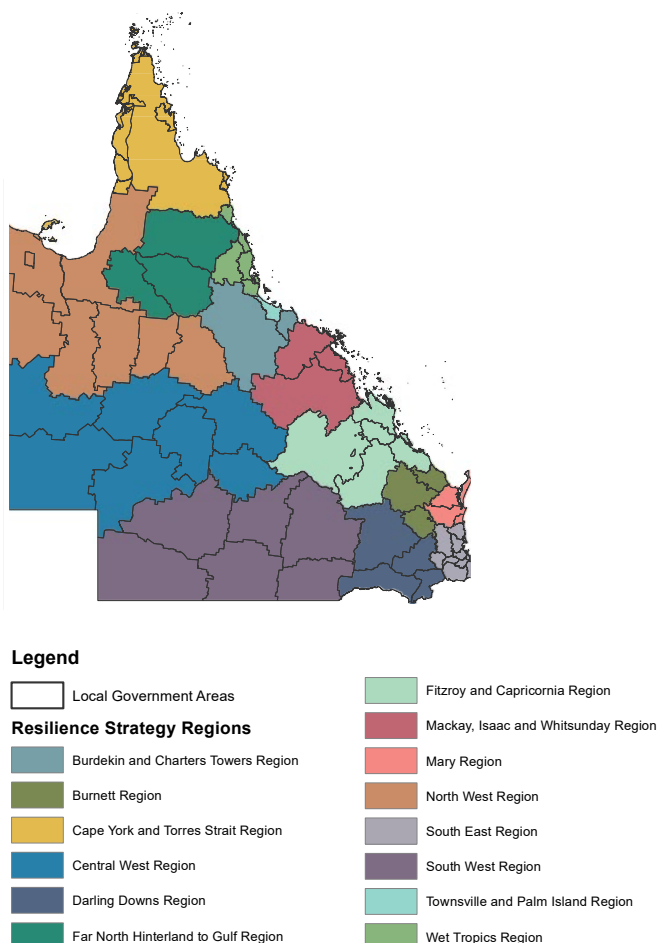 Legend
Local Government Areas
Resilience Strategy Regions
Burdekin and Charters Towers Region
Burnett Region
Cape York and Torres Strait Region
Central West Region
Darling Downs Region
Far North Hinterland to Gulf Region
Fitzroy and Capricornia Region
Mackay, Isaac and Whitsunday Region
Mary Region
North West Region
South East Region
South West Region
Townsville and Palm Island Region
Wet Tropics Region